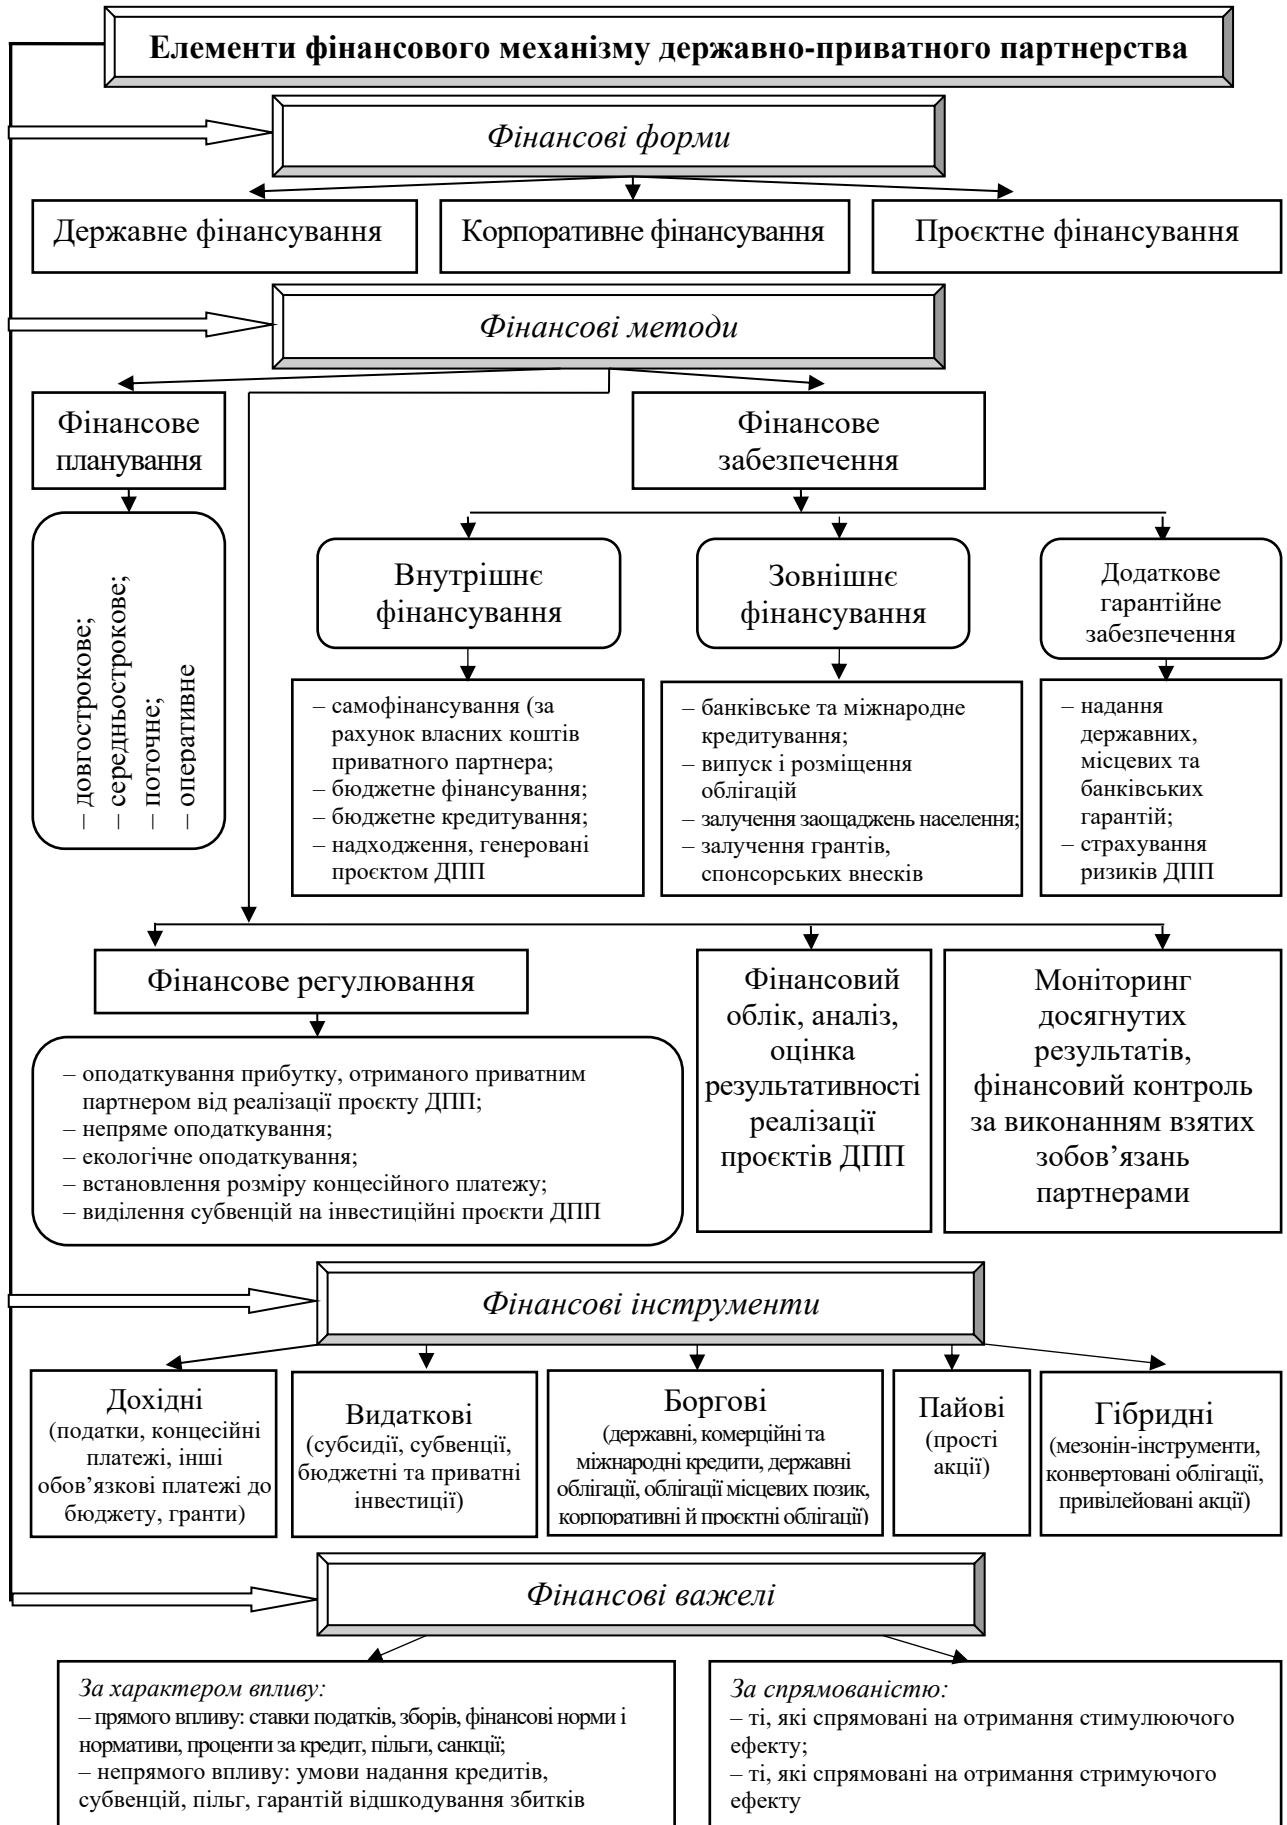 Елементи фінансового механізму державно-приватного партнерства
Фінансові форми
Державне фінансування
Корпоративне фінансування
Проєктне фінансування
Фінансові методи
Фінансове
планування
Фінансове
забезпечення
– довгострокове;
– середньострокове;
– поточне;
– оперативне
Внутрішнє
фінансування
Зовнішнє
фінансування
Додаткове
гарантійне
забезпечення
– самофінансування (за
рахунок власних коштів
приватного партнера;
– бюджетне фінансування;
– бюджетне кредитування;
– надходження, генеровані
проєктом ДПП
– банківське та міжнародне
кредитування;
– випуск і розміщення
облігацій
– залучення заощаджень населення;
– залучення грантів,
спонсорських внесків
– надання
державних,
місцевих та
банківських
гарантій;
– страхування
ризиків ДПП
Фінансове регулювання
– оподаткування прибутку, отриманого приватним
партнером від реалізації проєкту ДПП;
– непряме оподаткування;
– екологічне оподаткування;
– встановлення розміру концесійного платежу;
– виділення субвенцій на інвестиційні проєкти ДПП
Фінансовий
облік, аналіз,
оцінка
результативності
реалізації
проєктів ДПП
Моніторинг
досягнутих
результатів,
фінансовий контроль
за виконанням взятих
зобов’язань
партнерами
Фінансові інструменти
Дохідні
(податки, концесійні
платежі, інші
обов’язкові платежі до
бюджету, гранти)
Видаткові
(субсидії, субвенції,
бюджетні та приватні
інвестиції)
Боргові
(державні, комерційні та
міжнародні кредити, державні
облігації, облігації місцевих позик,
корпоративні й проєктні облігації)
Пайові
(прості
акції)
Гібридні
(мезонін-інструменти,
конвертовані облігації,
привілейовані акції)
Фінансові важелі
За характером впливу:
– прямого впливу: ставки податків, зборів, фінансові норми і
нормативи, проценти за кредит, пільги, санкції;
– непрямого впливу: умови надання кредитів,
субвенцій, пільг, гарантій відшкодування збитків
За спрямованістю:
– ті, які спрямовані на отримання стимулюючого
ефекту;
– ті, які спрямовані на отримання стримуючого
ефекту